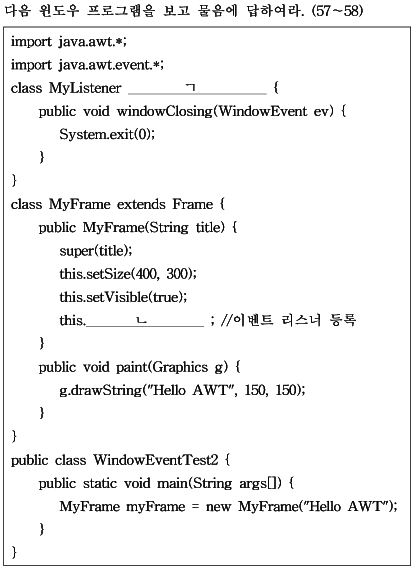 다음 윈도우 프로그램을 보고 물음에 답하여라. (57~58)
import java.awt.*;
import java.awt.event.*;
class MyListener ________ㄱ________ {
public void windowClosing(WindowEvent ev) {
System.exit(0);
}
}
class MyFrame extends Frame {
public MyFrame(String title) {
super(title);
this.setSize(400, 300);
this.setVisible(true);
this.________ㄴ________ ; //이벤트 리스너 등록
}
public void paint(Graphics g) {
g.drawString("Hello AWT", 150, 150);
}
}
public class WindowEventTest2 {
public static void main(String args[]) {
MyFrame myFrame = new MyFrame("Hello AWT");
}
}